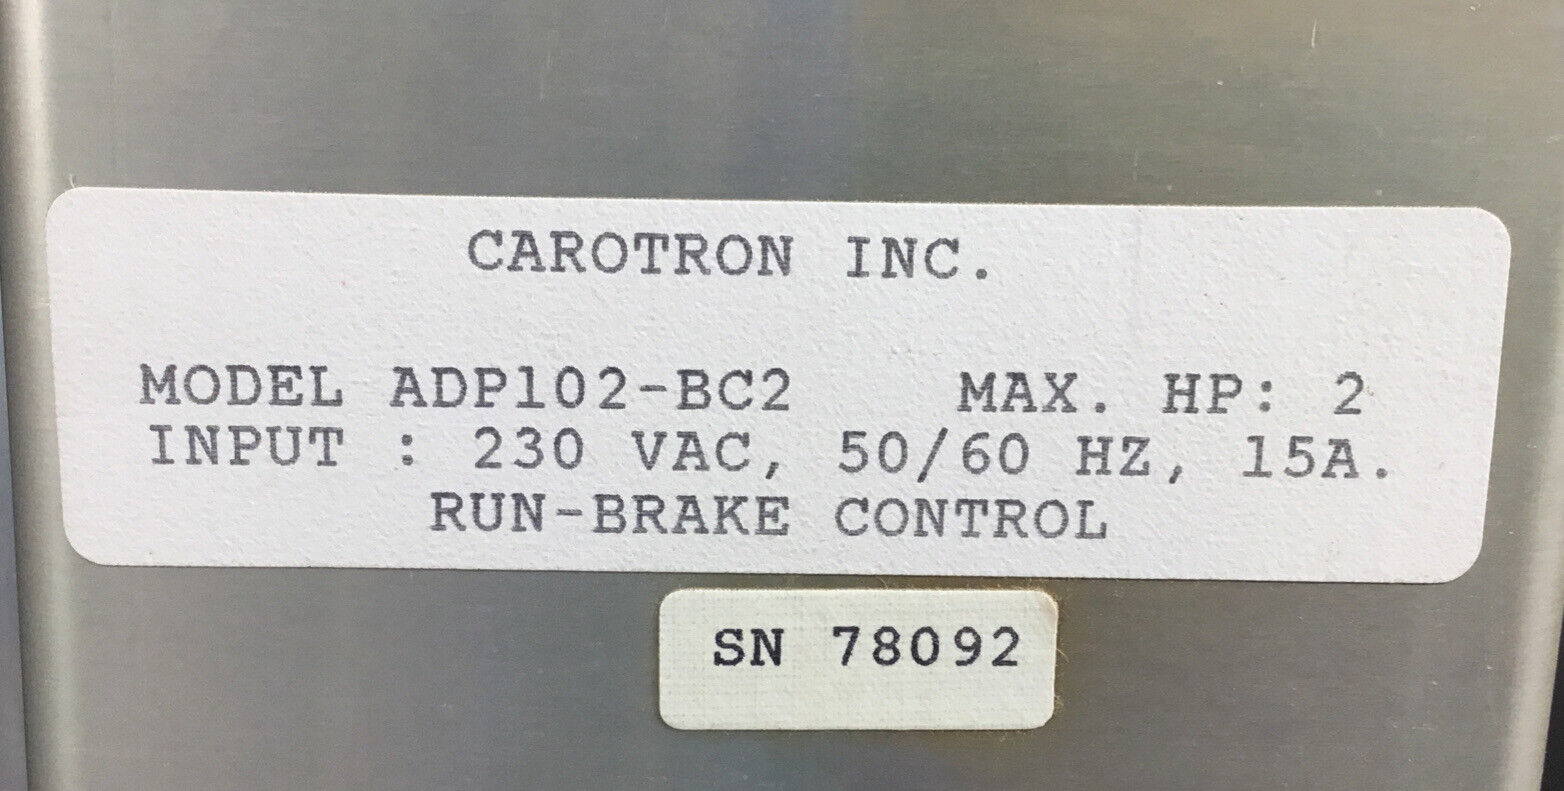 CAROTRON INC.
MODEL ADP102-BC2 MAX. HP: 2
INPUT : 230 VAC, 50/60 HZ, 15A.
RUN-BRAKE CONTROL
SN 78092